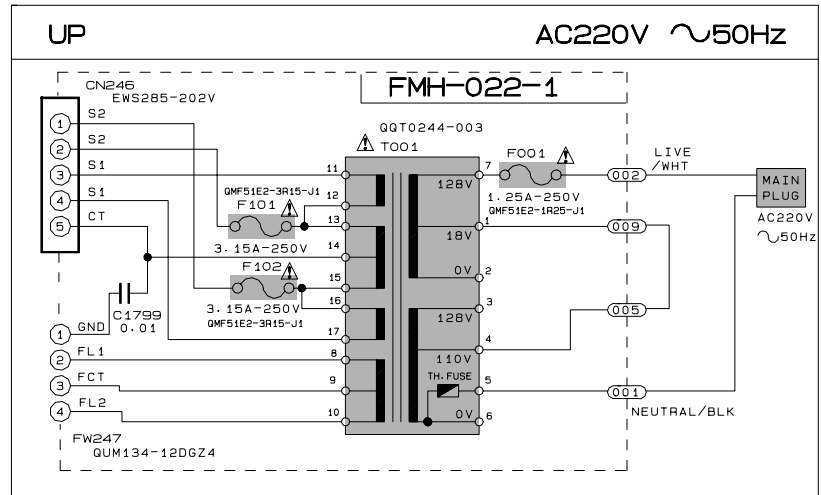 UP
AC220V ～50Hz
CN246
EWS285-202V
FMH-022-1
1 S2
2 S2
3 S1
4 S1
5 CT
QQT0244-003
T001
F001
1.25A-250V
QMF51E2-1R25-J1
002
LIVE
/WHT
MAIN
PLUG
AC220V
～50Hz
11
12
13
14
15
16
17
8
9
10
QMF51E2-3R15-J1
F101
3.15A-250V
F102
3.15A-250V
QMF51E2-3R15-J1
7
128V
1
18V
0V 2
3
128V
4
110V
TH.FUSE
5
0V 6
009
005
001
NEUTRAL/BLK
C1799
0.01
1 GND
2 FL1
3 FCT
4 FL2
FW247
QUM134-12DGZ4